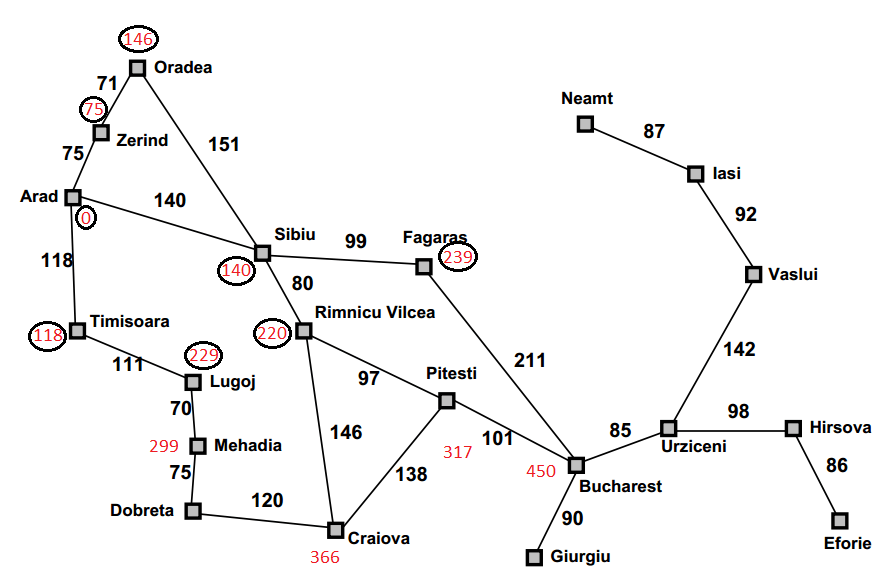 146
Oradea
71
75
Zerind
151
75
Arad
0
140
Sibiu
99
Fagaras
239
140
80
118
Timisoara
118
111
229
Lugoj
Rimnicu Vilcea
220
97
Pitesti
211
70
299
Mehadia
146
317
101
75
138
450
Bucharest
85
Urziceni
Dobreta
120
Craiova
366
90
Giurgiu
Neamt
87
Iasi
92
Vaslui
142
98
Hirsova
86
Eforie